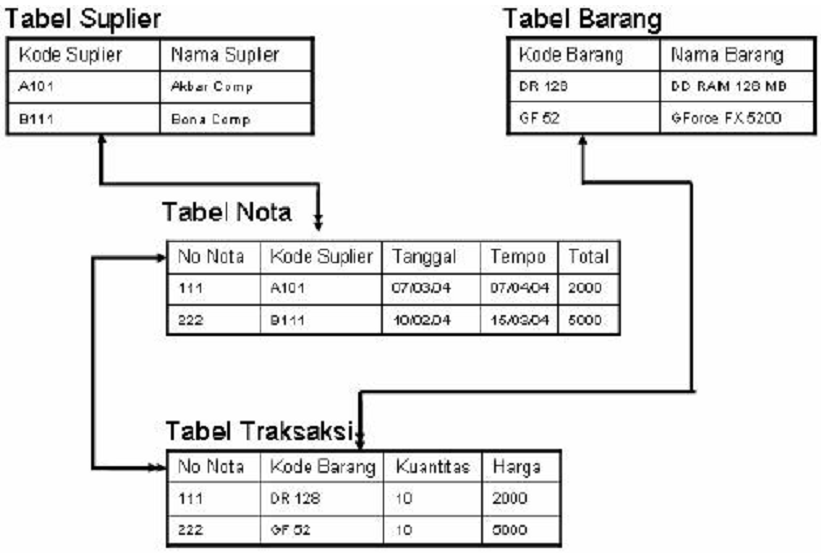 Tabel Suplier
Kode Suplier Nama Suplier
A101 Akbar Comp
B111 Bona Comp
Tabel Barang
Kode Barang Nama Barang
DR 128 DD RAM 128 MB
GF 52 GForce FX 5200
Tabel Nota
No Nota Kode Suplier Tanggal Tempo Total
111 A101 07/03/04 07/04/04 2000
222 B111 10/02/04 15/03/04 5000
Tabel Traksaksi
No Nota Kode Barang Kuantitas Harga
111 DR 128 10 2000
222 GF 52 10 5000